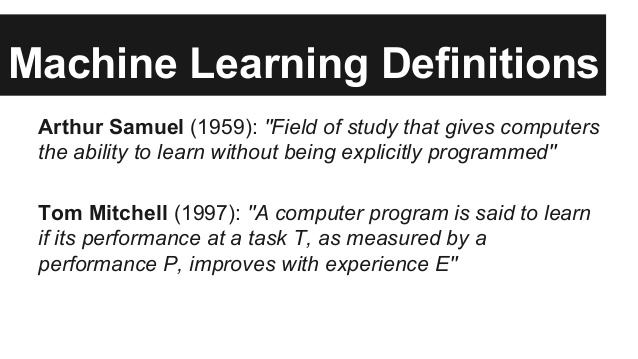 Machine Learning Definitions
Arthur Samuel (1959): "Field of study that gives computers
the ability to learn without being explicitly programmed"
Tom Mitchell (1997): "A computer program is said to learn
if its performance at a task T, as measured by a
performance P, improves with experience E"